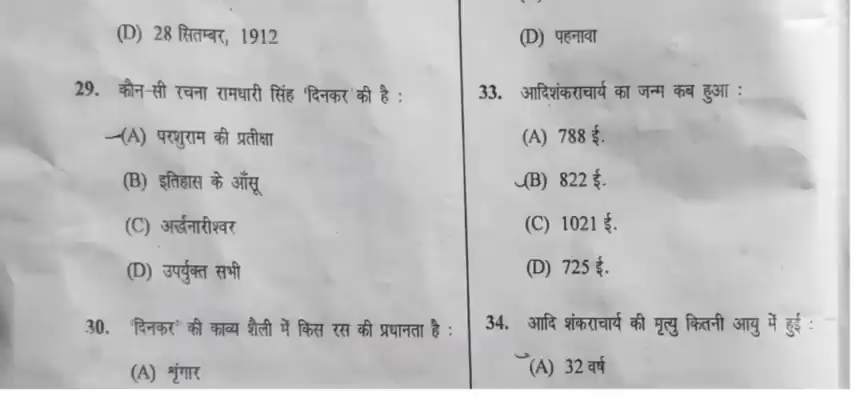 (D) 28 सितम्बर, 1912
29. कौन-सी रचना रामधारी सिंह 'दिनकर' की है :
(A) परशुराम की प्रतीक्षा
(B) इतिहास के आँसू
(C) अर्द्धनारीश्वर
(D) उपर्युक्त सभी
30. 'दिनकर' की काव्य शैली में किस रस की प्रधानता है :
(A) शृंगार
(D) पहनावा
33. आदिशंकराचार्य का जन्म कब हुआ :
(A) 788 ई.
(B) 822 ई.
(C) 1021 ई.
(D) 725 ई.
34. आदि शंकराचार्य की मृत्यु कितनी आयु में हुई :
(A) 32 वर्ष